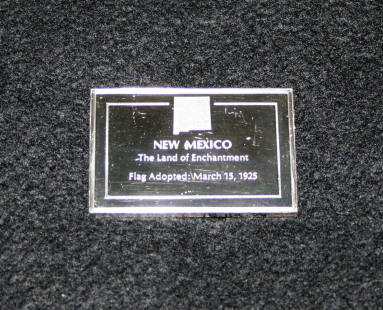 NEW MEXICO
The Land of Enchantment
Flag Adopted: March 15, 1925